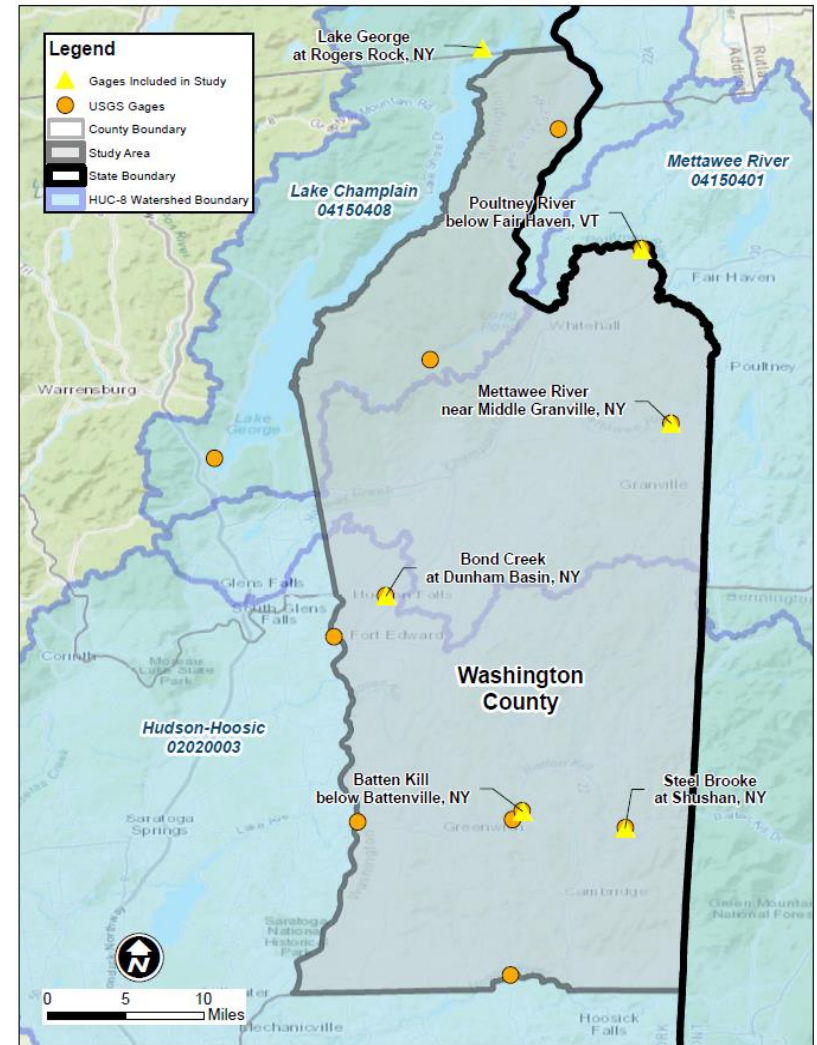 Legend
Gages Included in Study
USGS Gages
County Boundary
Study Area
State Boundary
HUC-8 Watershed Boundary
Lake George
at Rogers Rock, NY
22A
Mettawee River
04150401
Lake Champlain
04150408
Poultney River
below Fair Haven, VT
Fair Haven
Whitehall
Poultney
Warrensburg
Mettawee River
near Middle Granville, NY
Lake
George
Granville
Bond Creek
at Dunham Basin, NY
Glens Falls
South Glens
Falls
Fort Edward
Corinth
Moreau
Lake State
Park
Washington
County
Hudson-Hoosic
02020003
Batten Kill
below Battenville, NY
Steel Brooke
at Shushan, NY
Saratoga
Springs
Greenwich
Cambridge
Green Mountain
National Forest
Saratoga
National
Historical
Park
N
0 5 10
Miles
Mechanicville
Hoosick
Falls